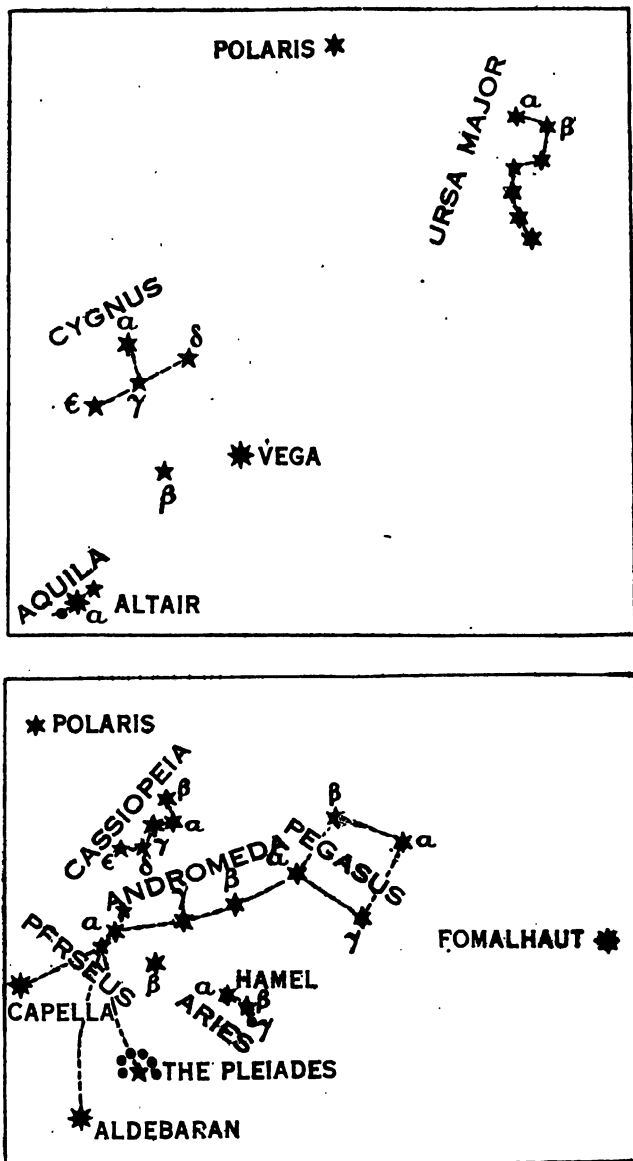 POLARIS
URSA MAJOR
α
β
CYGNUS
α
δ
ε
γ
VEGA
β
AQUILA
α
ALTAIR
POLARIS
CASSIOPEIA
β
α
γ
δ
ε
ANDROMEDA
PEGASUS
β
α
α
β
γ
γ
PERSEUS
α
β
FOMALHAUT
CAPELLA
α
HAMEL
β
γ
ARIES
THE PLEIADES
ALDEBARAN